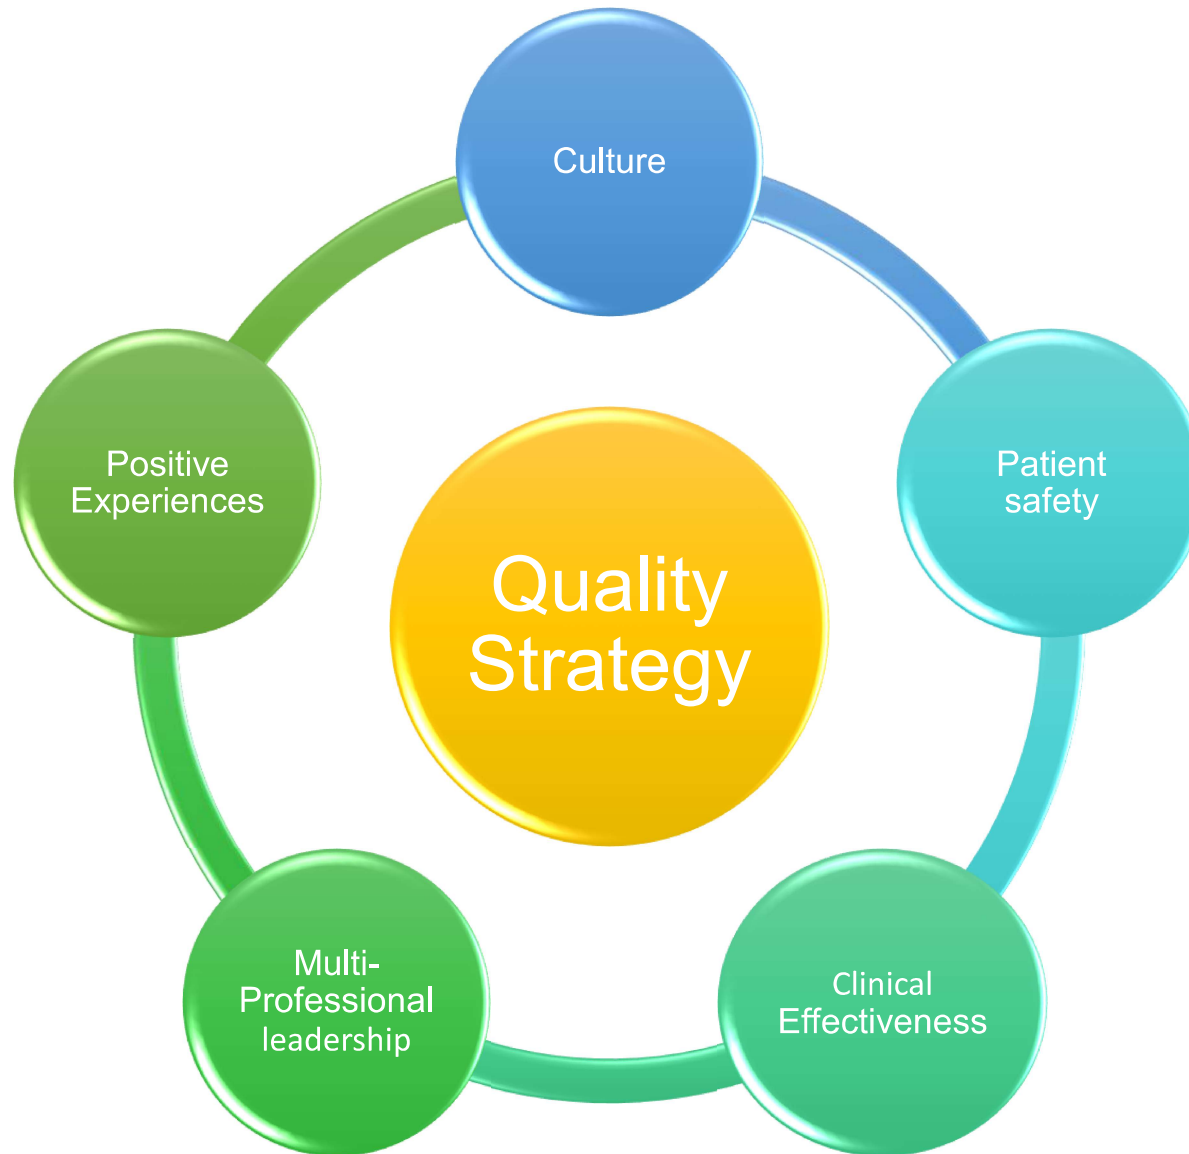 Culture
Patient
safety
Clinical
Effectiveness
Multi-
Professional
leadership
Positive
Experiences
Quality
Strategy